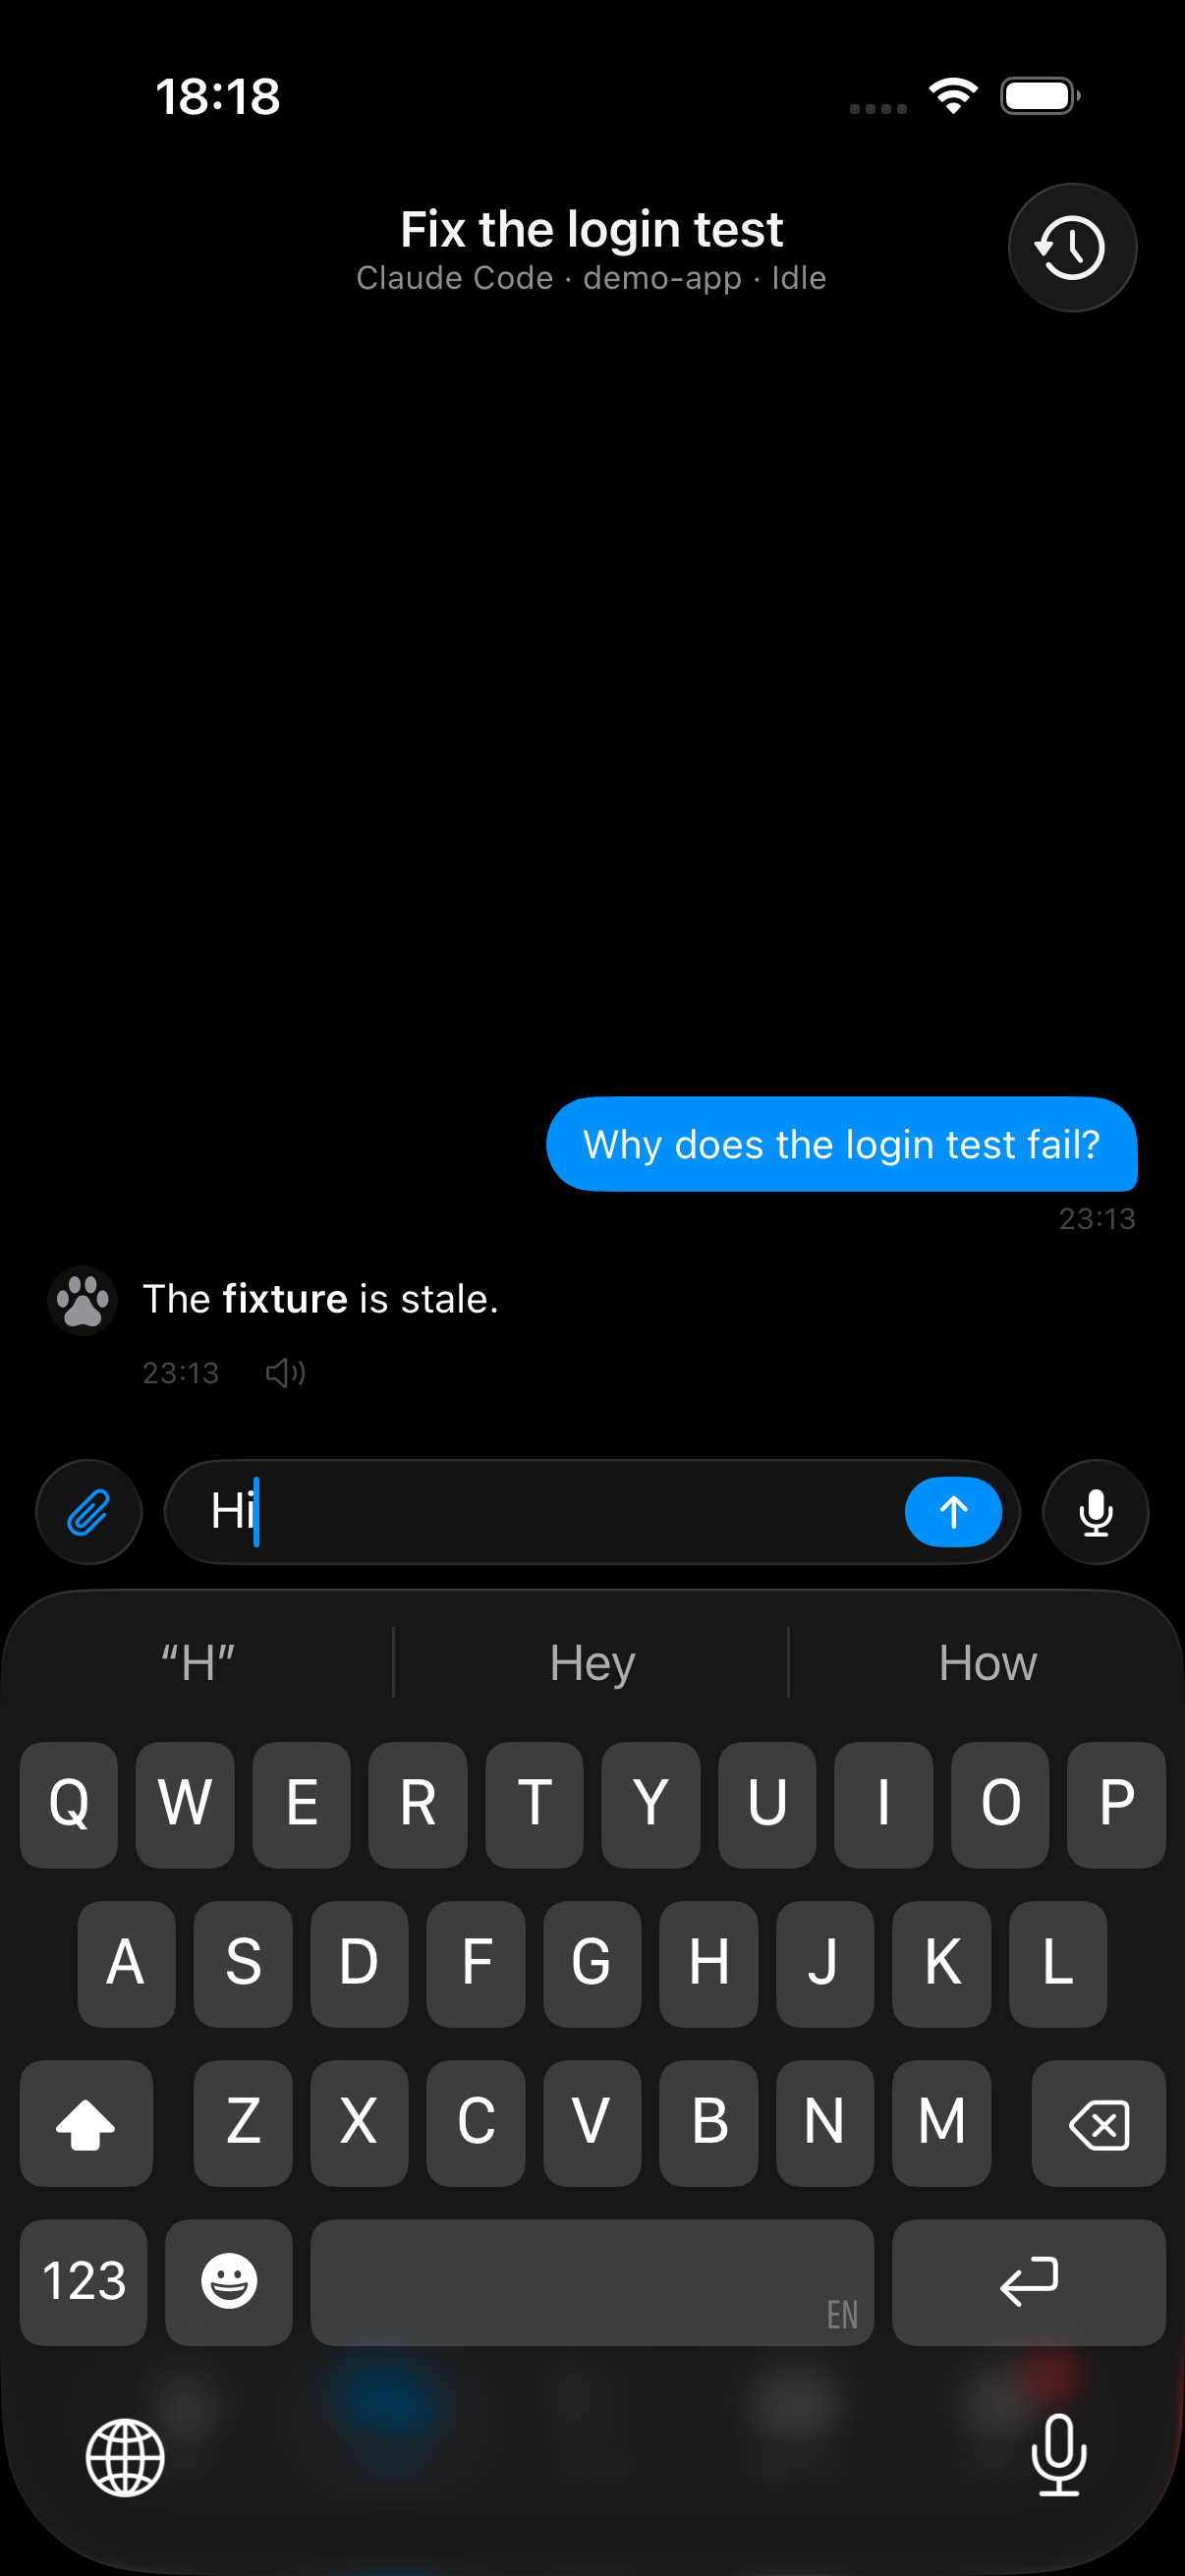 18:18
Fix the login test
Claude Code · demo-app · Idle
Why does the login test fail?
23:13
The fixture is stale.
23:13
Hi
“H” Hey How
Q W E R T Y U I O P
A S D F G H J K L
Z X C V B N M
123
EN